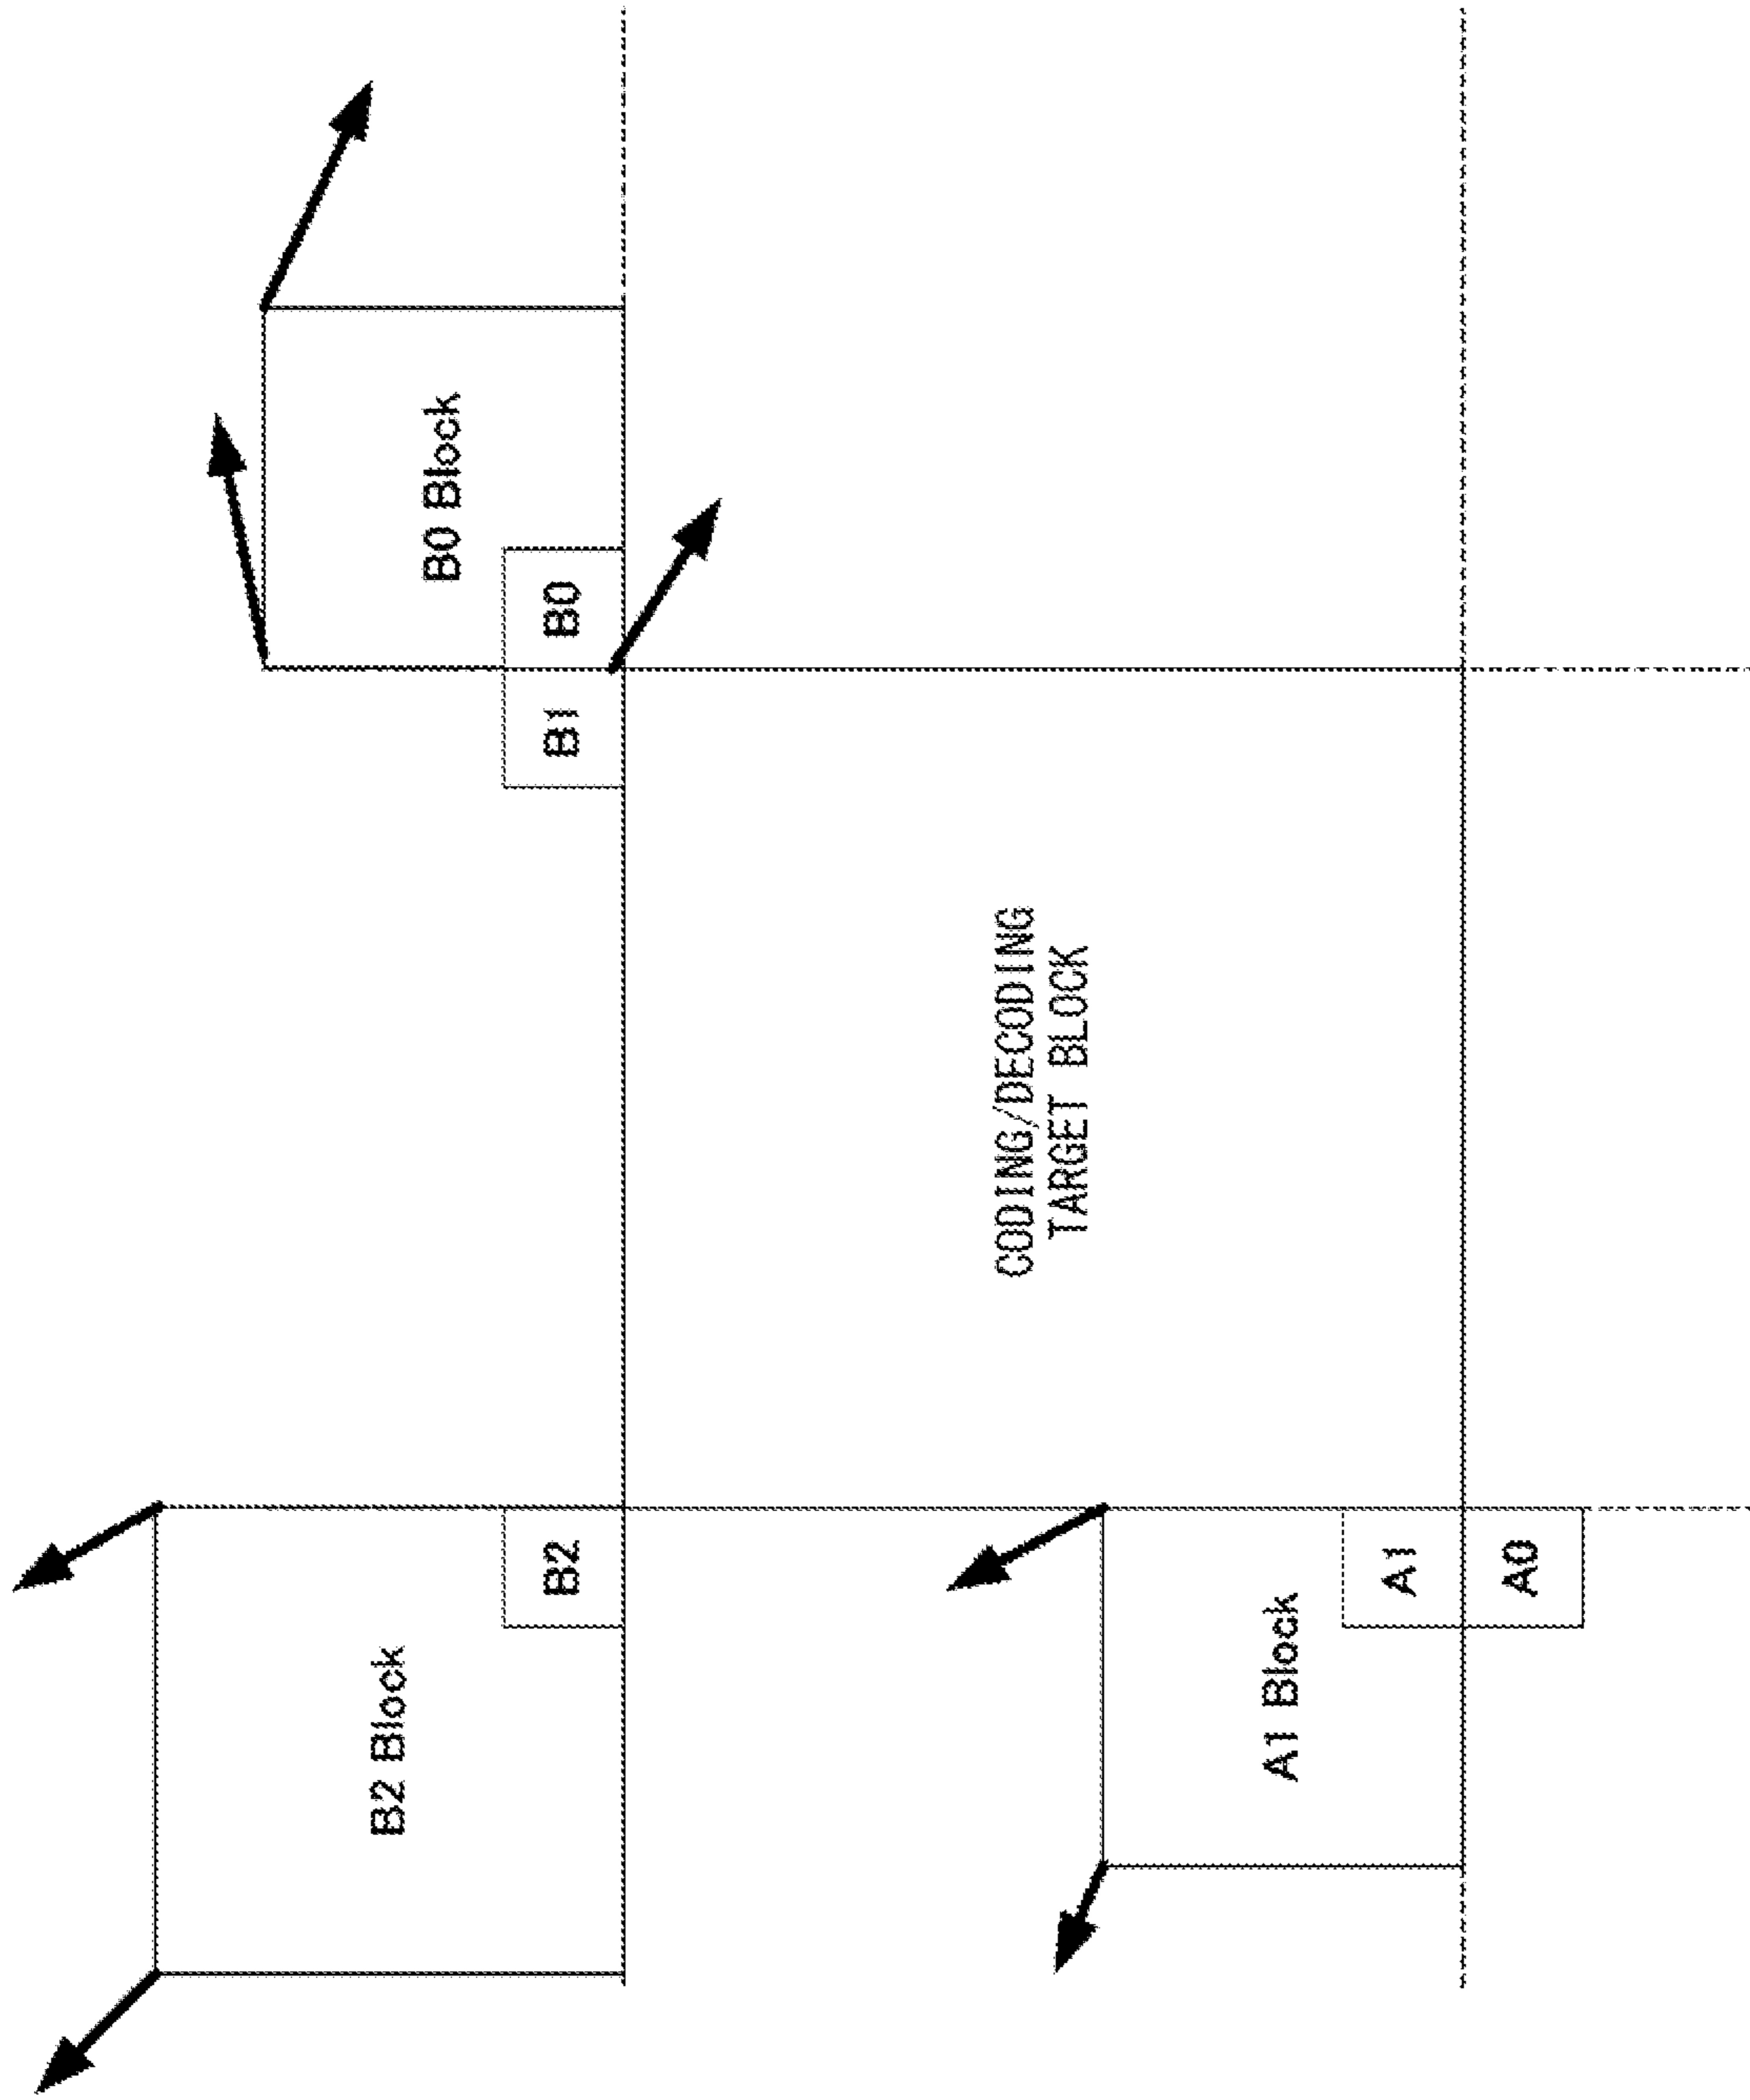 B2 Block
B0 Block
B2
B1
B0
CODING/DECODING
TARGET BLOCK
A1 Block
A1
A0